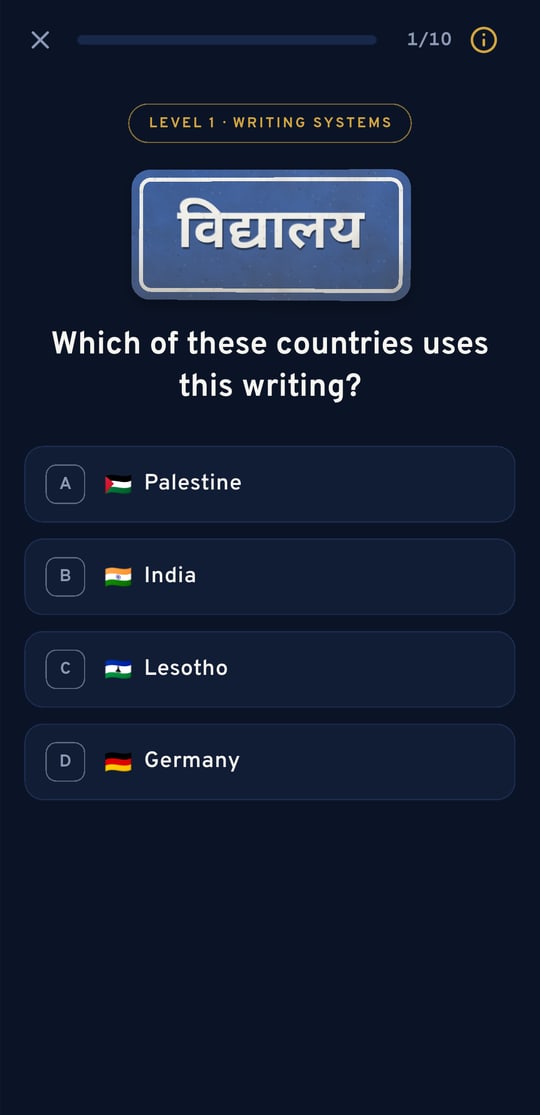 1/10
LEVEL 1 · WRITING SYSTEMS
विद्यालय
Which of these countries uses
this writing?
A Palestine
B India
C Lesotho
D Germany